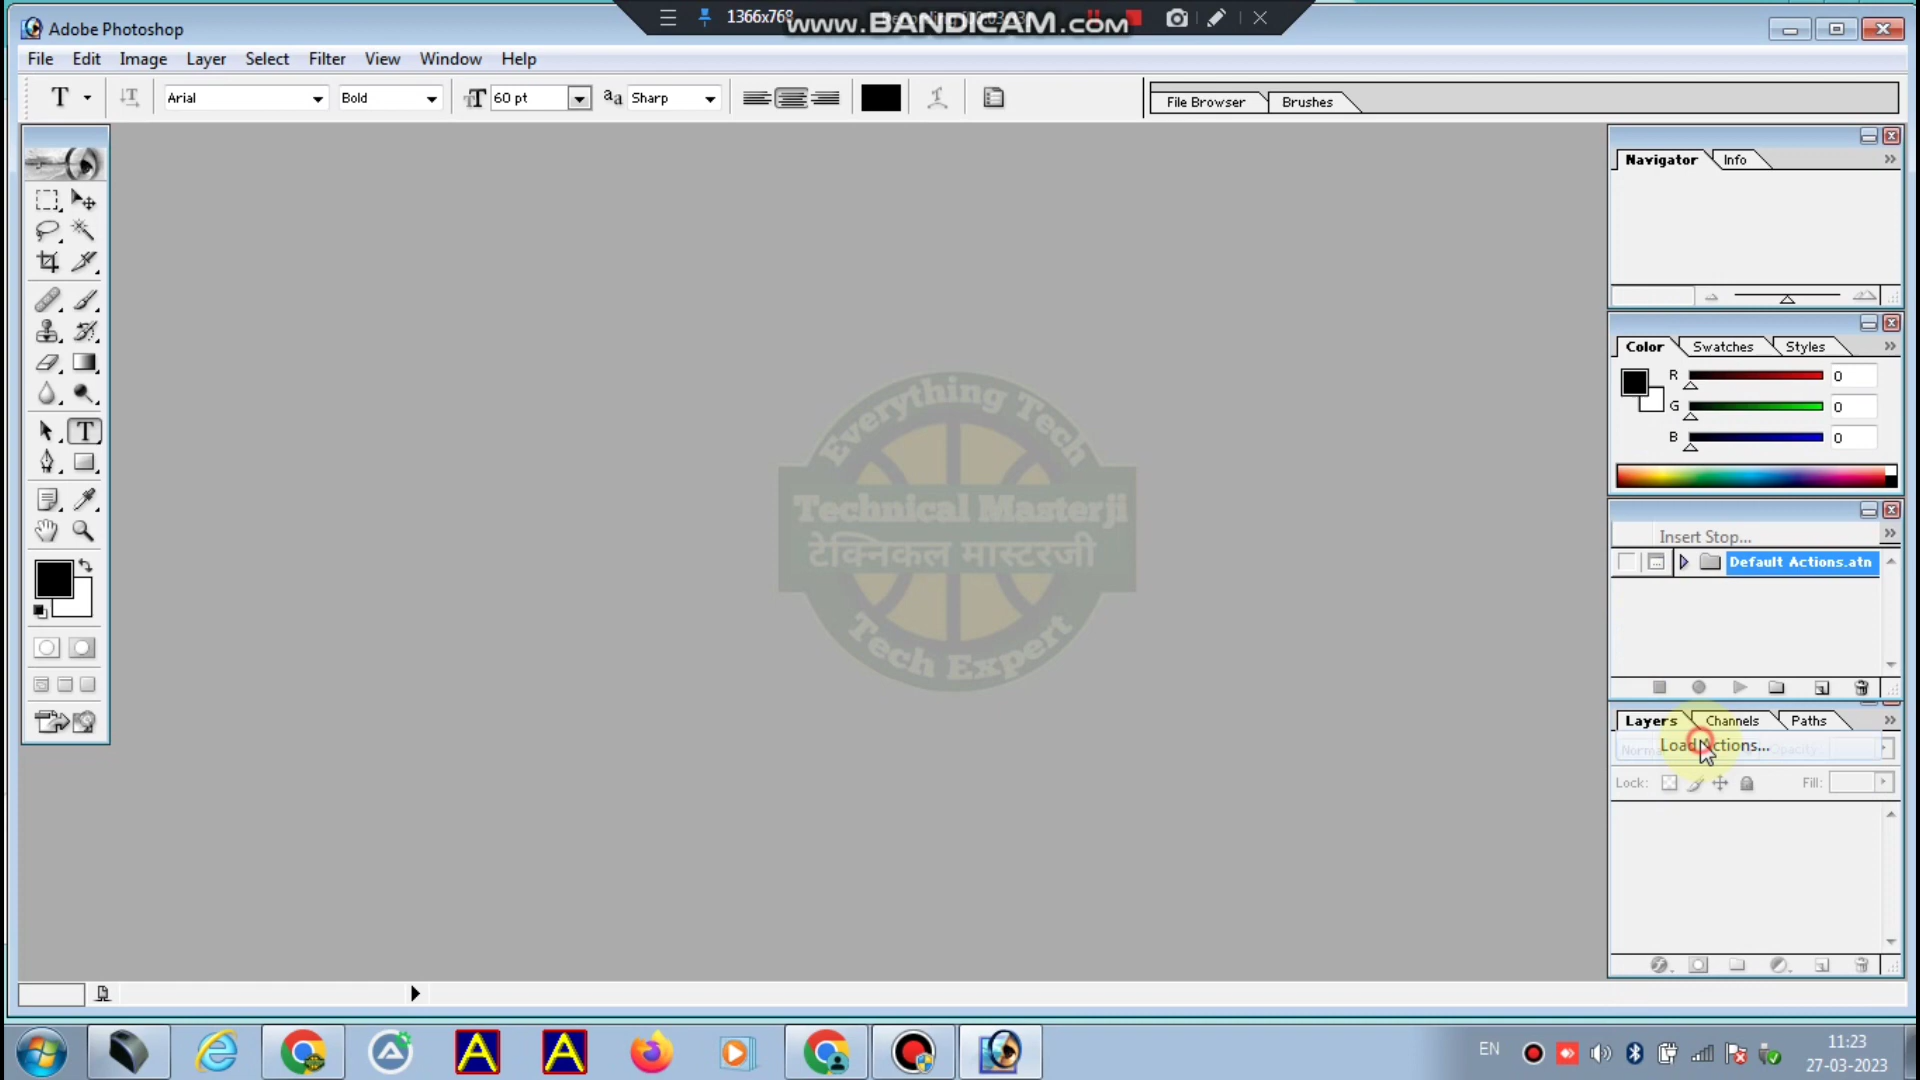 1366x768
www.BANDICAM.com
Adobe Photoshop
File Edit Image Layer Select Filter View Window Help
T Arial Bold 60 pt aa Sharp File Browser Brushes
Navigator Info
Color Swatches Styles
R 0
G 0
B 0
Everything Tech
Technical Masterji
टेक्निकल मास्टरजी
Tech Expert
Insert Stop...
Default Actions.atn
Layers Channels Paths
Load Actions...
Opacity:
Lock: Fill:
EN
11:23
27-03-2023